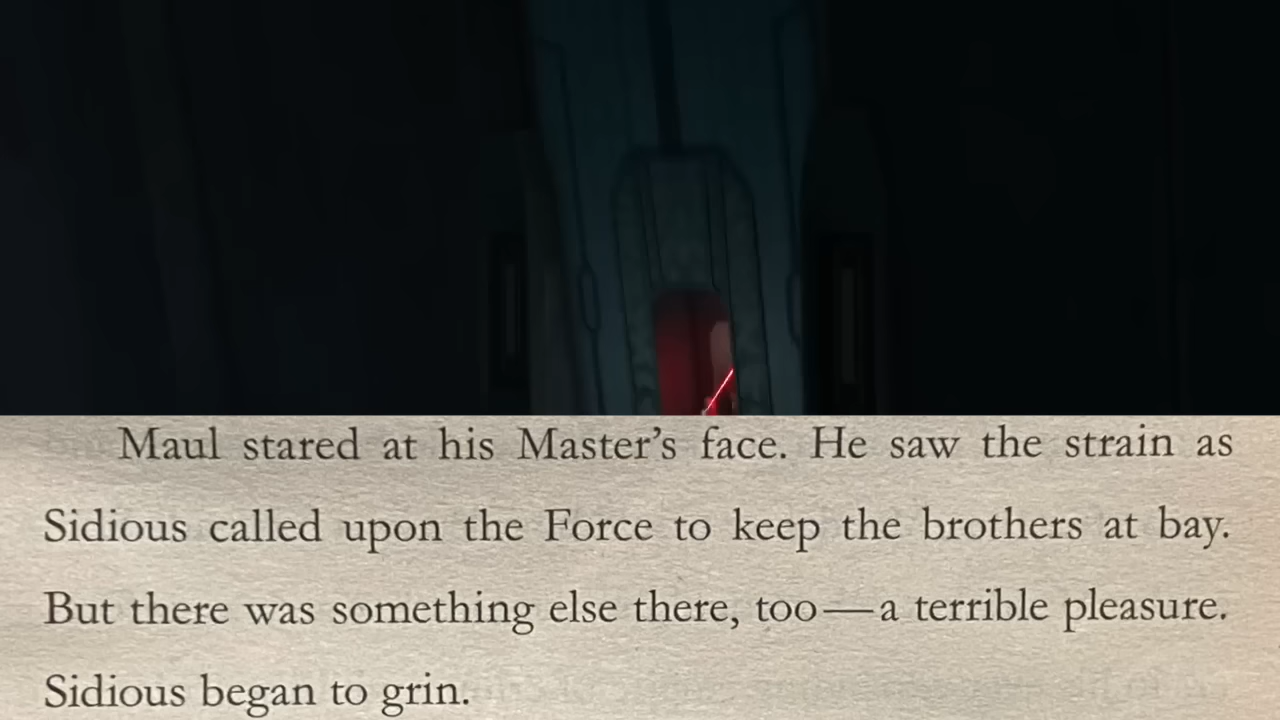 Maul stared at his Master's face. He saw the strain as
Sidious called upon the Force to keep the brothers at bay.
But there was something else there, too—a terrible pleasure.
Sidious began to grin.